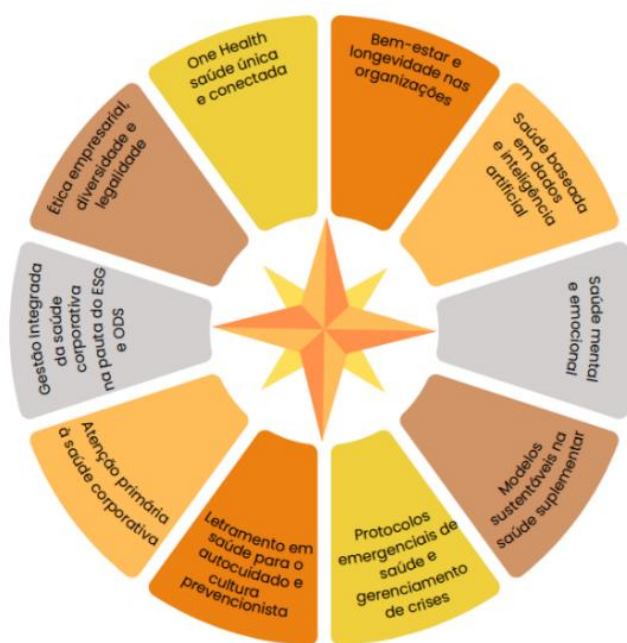 One Health
saúde única
e conectada
Bem-estar e
longevidade nas
organizações
Saúde baseada
em dados
e inteligência
artificial
Saúde mental
e emocional
Modelos
sustentáveis na
saúde suplementar
Protocolos
emergenciais de
saúde e
gerenciamento
de crises
Letramento em
saúde para o
autocuidado e
cultura
prevencionista
Atenção primária
à saúde corporativa
Gestão Integrada
da saúde
corporativa
na pauta do ESG
e ODS
Ética empresarial,
diversidade e
legalidade